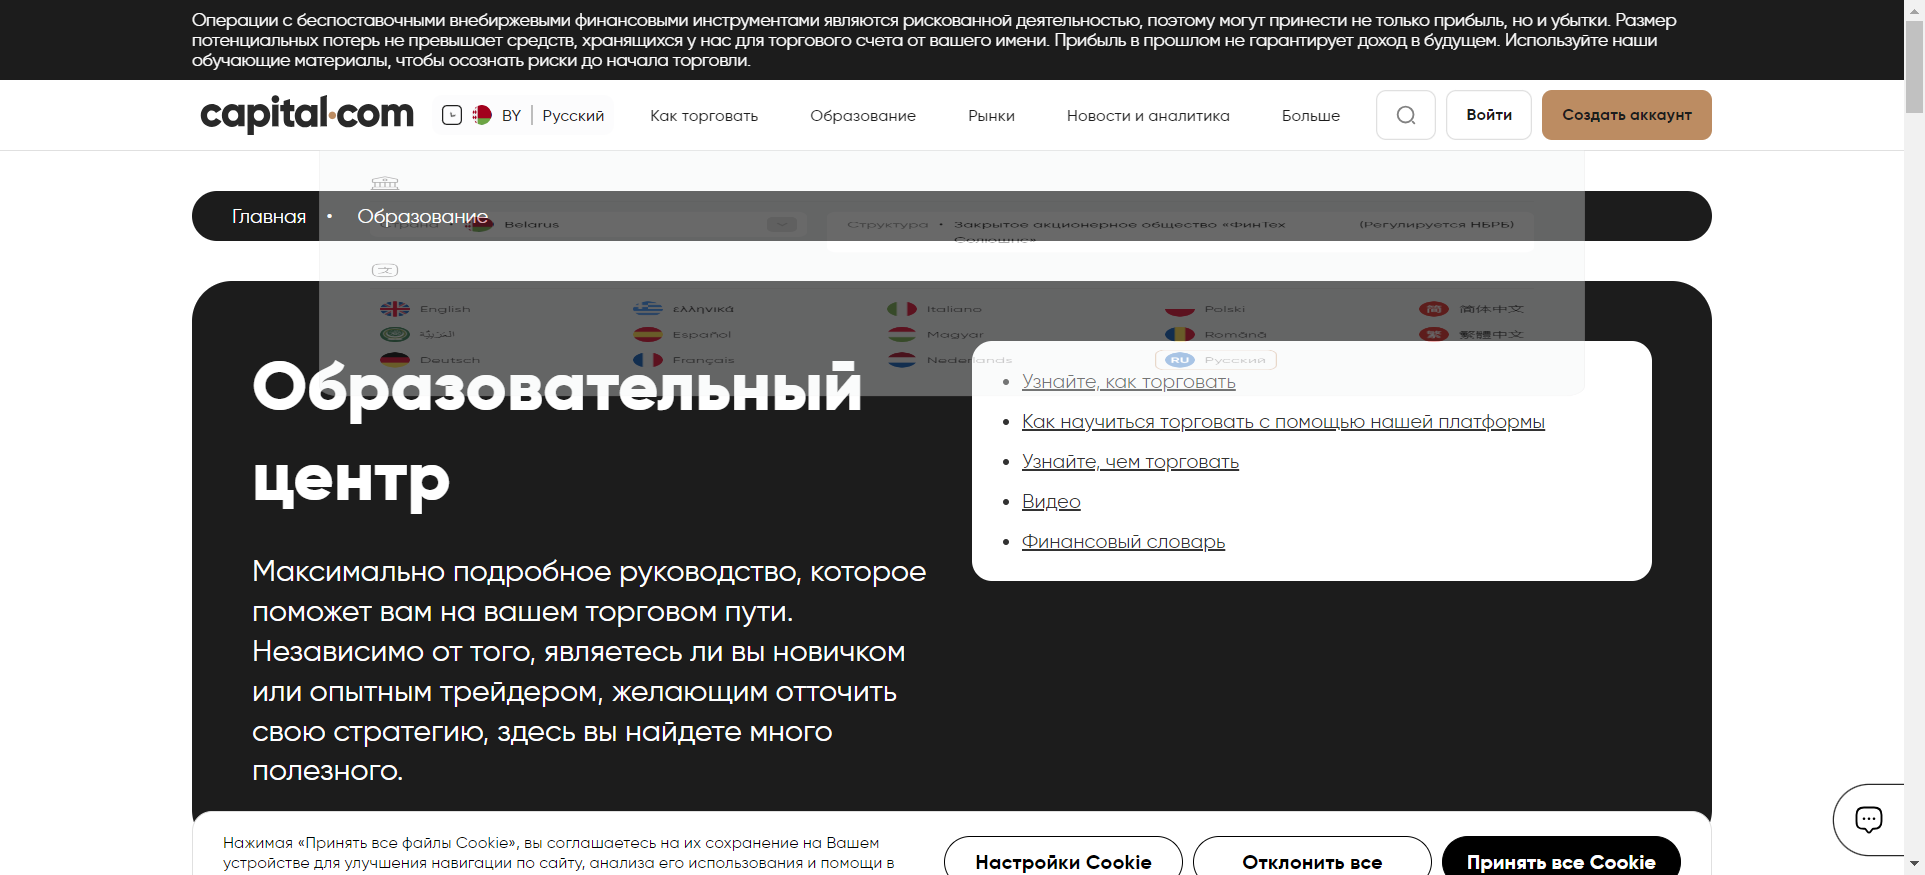 Операции с беспоставочными внебиржевыми финансовыми инструментами являются рискованной деятельностью, поэтому могут принести не только прибыль, но и убытки. Размер
потенциальных потерь не превышает средств, хранящихся у нас для торгового счета от вашего имени. Прибыль в прошлом не гарантирует доход в будущем. Используйте наши
обучающие материалы, чтобы осознать риски до начала торговли.
capital.com
BY | Русский
Как торговать
Образование
Рынки
Новости и аналитика
Больше
Войти
Создать аккаунт
Главная • Образование
Страна • Belarus
Структура • Закрытое акционерное общество «ФинТех
Солюшнс»
(Регулируется НБРБ)
English
ελληνικά
Italiano
Polski
简 简体中文
العربيّة
Español
Magyar
Română
繁 繁體中文
Deutsch
Français
Nederlands
RU Русский
Образовательный
центр
Максимально подробное руководство, которое
поможет вам на вашем торговом пути.
Независимо от того, являетесь ли вы новичком
или опытным трейдером, желающим отточить
свою стратегию, здесь вы найдете много
полезного.
• Узнайте, как торговать
• Как научиться торговать с помощью нашей платформы
• Узнайте, чем торговать
• Видео
• Финансовый словарь
Нажимая «Принять все файлы Cookie», вы соглашаетесь на их сохранение на Вашем
устройстве для улучшения навигации по сайту, анализа его использования и помощи в
Настройки Cookie
Отклонить все
Принять все Cookie